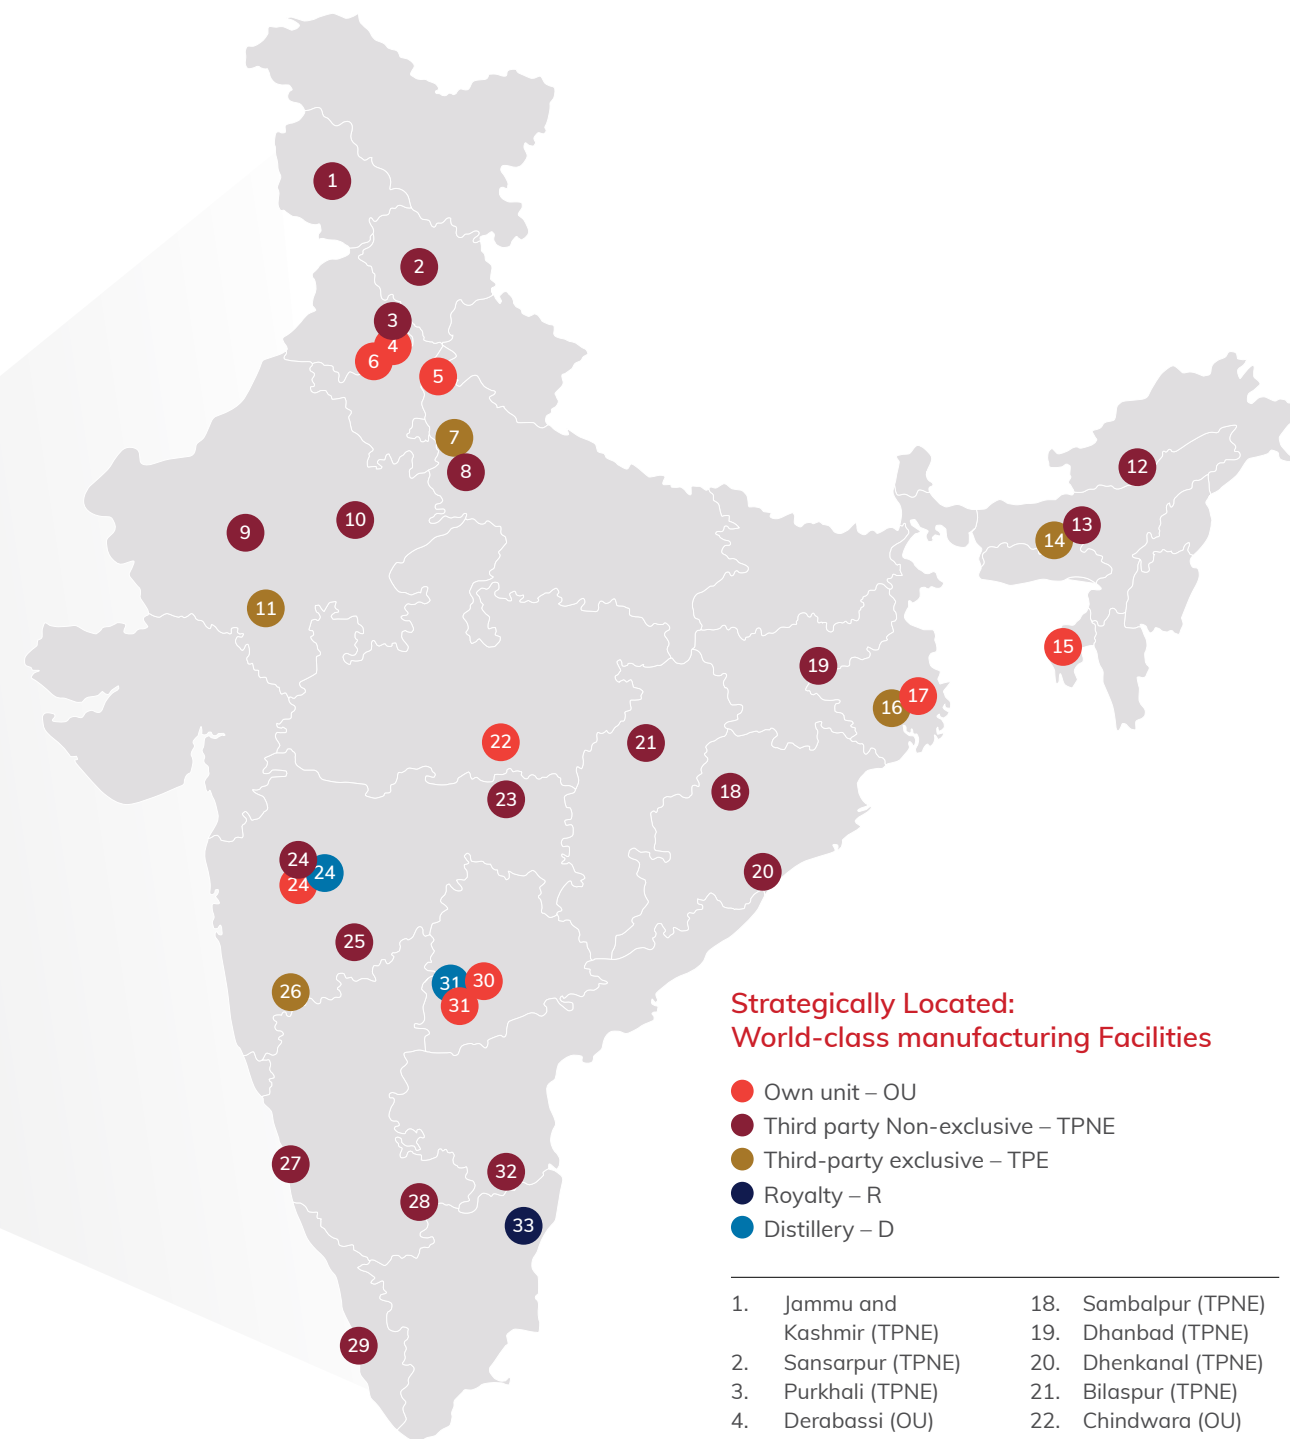 1
2
3
4
6
5
7
8
10
9
11
12
13
14
15
19
17
16
22
21
23
18
24
24
24
20
25
31
30
26
31
Strategically Located:
World-class manufacturing Facilities
Own unit – OU
Third party Non-exclusive – TPNE
Third-party exclusive – TPE
Royalty – R
Distillery – D
27
32
28
33
29
1. Jammu and
Kashmir (TPNE)
2. Sansarpur (TPNE)
3. Purkhali (TPNE)
4. Derabassi (OU)
18. Sambalpur (TPNE)
19. Dhanbad (TPNE)
20. Dhenkanal (TPNE)
21. Bilaspur (TPNE)
22. Chindwara (OU)